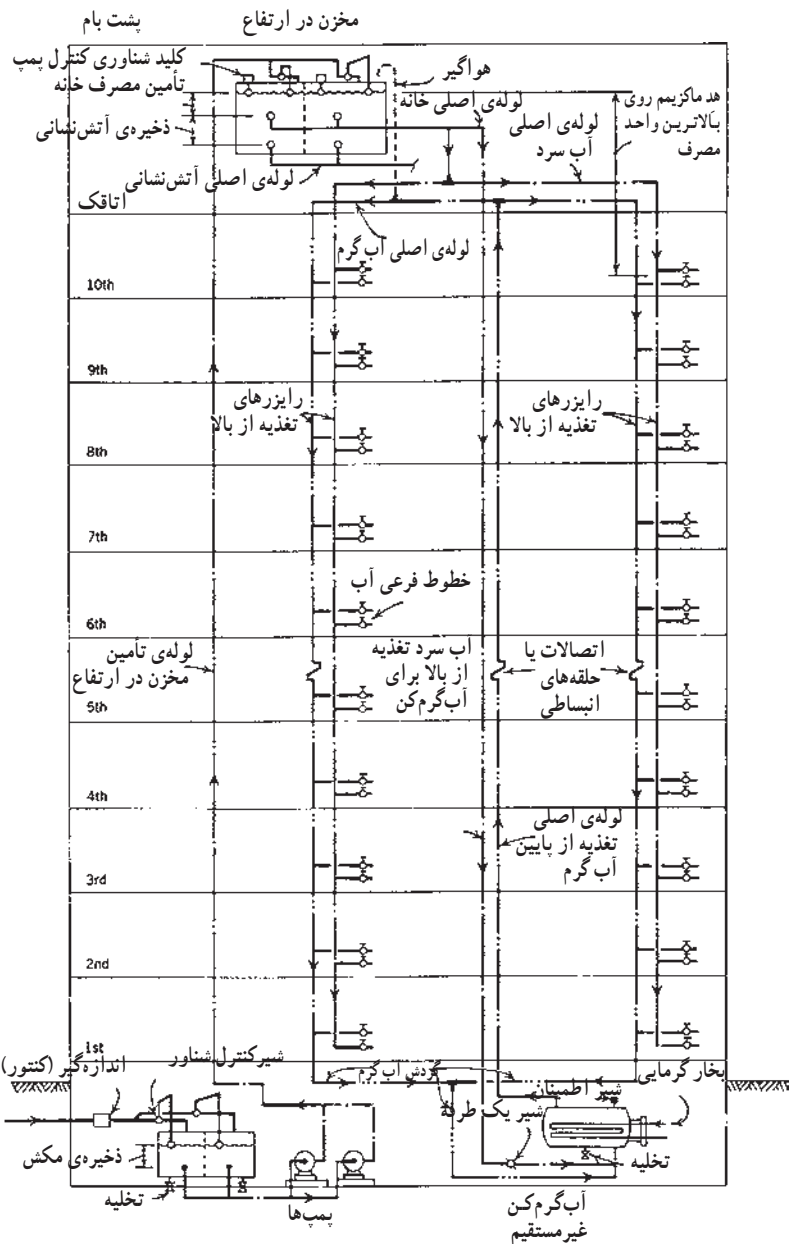 مخزن در ارتفاع
پشت بام
کلید شناوری کنترل پمپ
تأمین مصرف خانه
ذخیره‌ی آتش‌نشانی
هواگیر
لوله‌ی اصلی خانه
لوله‌ی اصلی
آب سرد
هد ماکزیمم روی
بالاترین واحد
مصرف
لوله‌ی اصلی آتش‌نشانی
اتاقک
لوله‌ی اصلی آب گرم
10th
9th
رایزرهای
تغذیه از بالا
رایزرهای
تغذیه از بالا
8th
7th
خطوط فرعی آب
6th
لوله‌ی تأمین
مخزن در ارتفاع
آب سرد تغذیه
از بالا برای
آب‌گرم‌کن
اتصالات یا
حلقه‌های
انبساطی
5th
4th
لوله‌ی اصلی
تغذیه از پایین
آب گرم
3rd
2nd
1st
اندازه‌گیر (کنتور)
شیرکنترل شناور
گردش آب گرم
بخار گرمایی
شیر اطمینان
شیر یک طرفه
ذخیره‌ی مکش
تخلیه
تخلیه
پمپ‌ها
آب‌گرم‌کن
غیرمستقیم